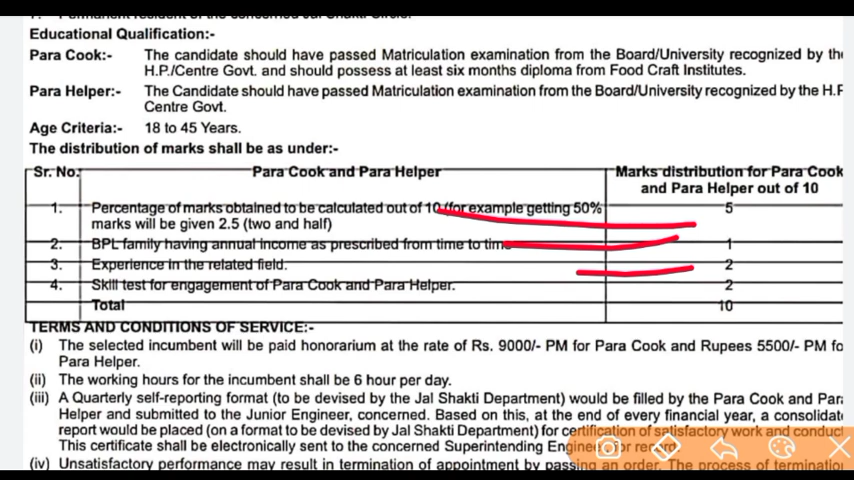 Permanent resident of the concerned Jal Shakti Circle.
Educational Qualification:-
Para Cook:- The candidate should have passed Matriculation examination from the Board/University recognized by
H.P./Centre Govt. and should possess at least six months diploma from Food Craft Institutes.
Para Helper:- The Candidate should have passed Matriculation examination from the Board/University recognized by the H.P
Centre Govt.
Age Criteria:- 18 to 45 Years.
The distribution of marks shall be as under:-
Sr. No. Para Cook and Para Helper Marks distribution for Para Cook
and Para Helper out of 10
1. Percentage of marks obtained to be calculated out of 10 (for example getting 50% 5
marks will be given 2.5 (two and half)
2. BPL family having annual income as prescribed from time to time 1
3. Experience in the related field. 2
4. Skill test for engagement of Para Cook and Para Helper. 2
Total 10
TERMS AND CONDITIONS OF SERVICE:-
(i) The selected incumbent will be paid honorarium at the rate of Rs. 9000/- PM for Para Cook and Rupees 5500/- PM fo
Para Helper.
(ii) The working hours for the incumbent shall be 6 hour per day.
(iii) A Quarterly self-reporting format (to be devised by the Jal Shakti Department) would be filled by the Para Cook and Para
Helper and submitted to the Junior Engineer, concerned. Based on this, at the end of every financial year, a consolidat
report would be placed (on a format to be devised by Jal Shakti Department) for certification of satisfactory work and conduc
This certificate shall be electronically sent to the concerned Superintending Engineer, for record.
(iv) Unsatisfactory performance may result in termination of appointment by passing an order. The process of termination